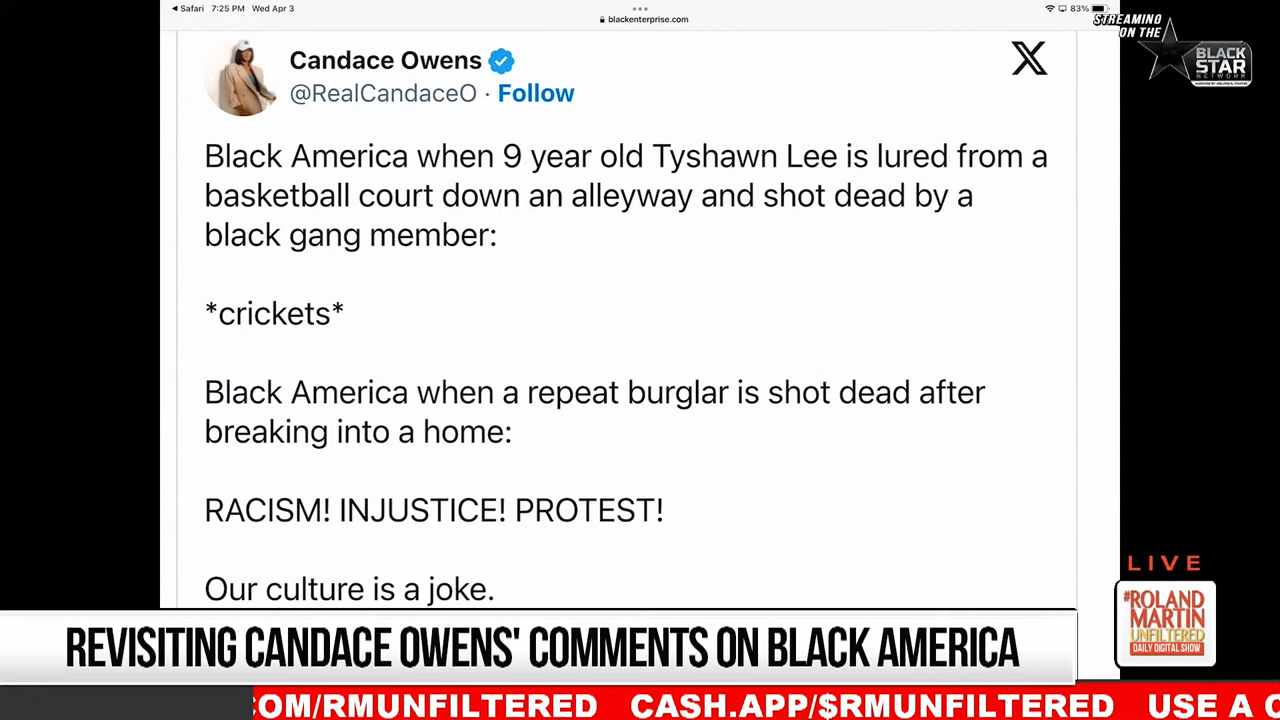 Safari 7:25 PM Wed Apr 3
83%
blackenterprise.com
STREAMING
ON THE
BLACK
STAR
NETWORK
Candace Owens
@RealCandaceO · Follow
Black America when 9 year old Tyshawn Lee is lured from a
basketball court down an alleyway and shot dead by a
black gang member:
*crickets*
Black America when a repeat burglar is shot dead after
breaking into a home:
RACISM! INJUSTICE! PROTEST!
Our culture is a joke.
LIVE
#ROLAND
MARTIN
UNFILTERED
DAILY DIGITAL SHOW
REVISITING CANDACE OWENS' COMMENTS ON BLACK AMERICA
.COM/RMUNFILTERED CASH.APP/$RMUNFILTERED USE A